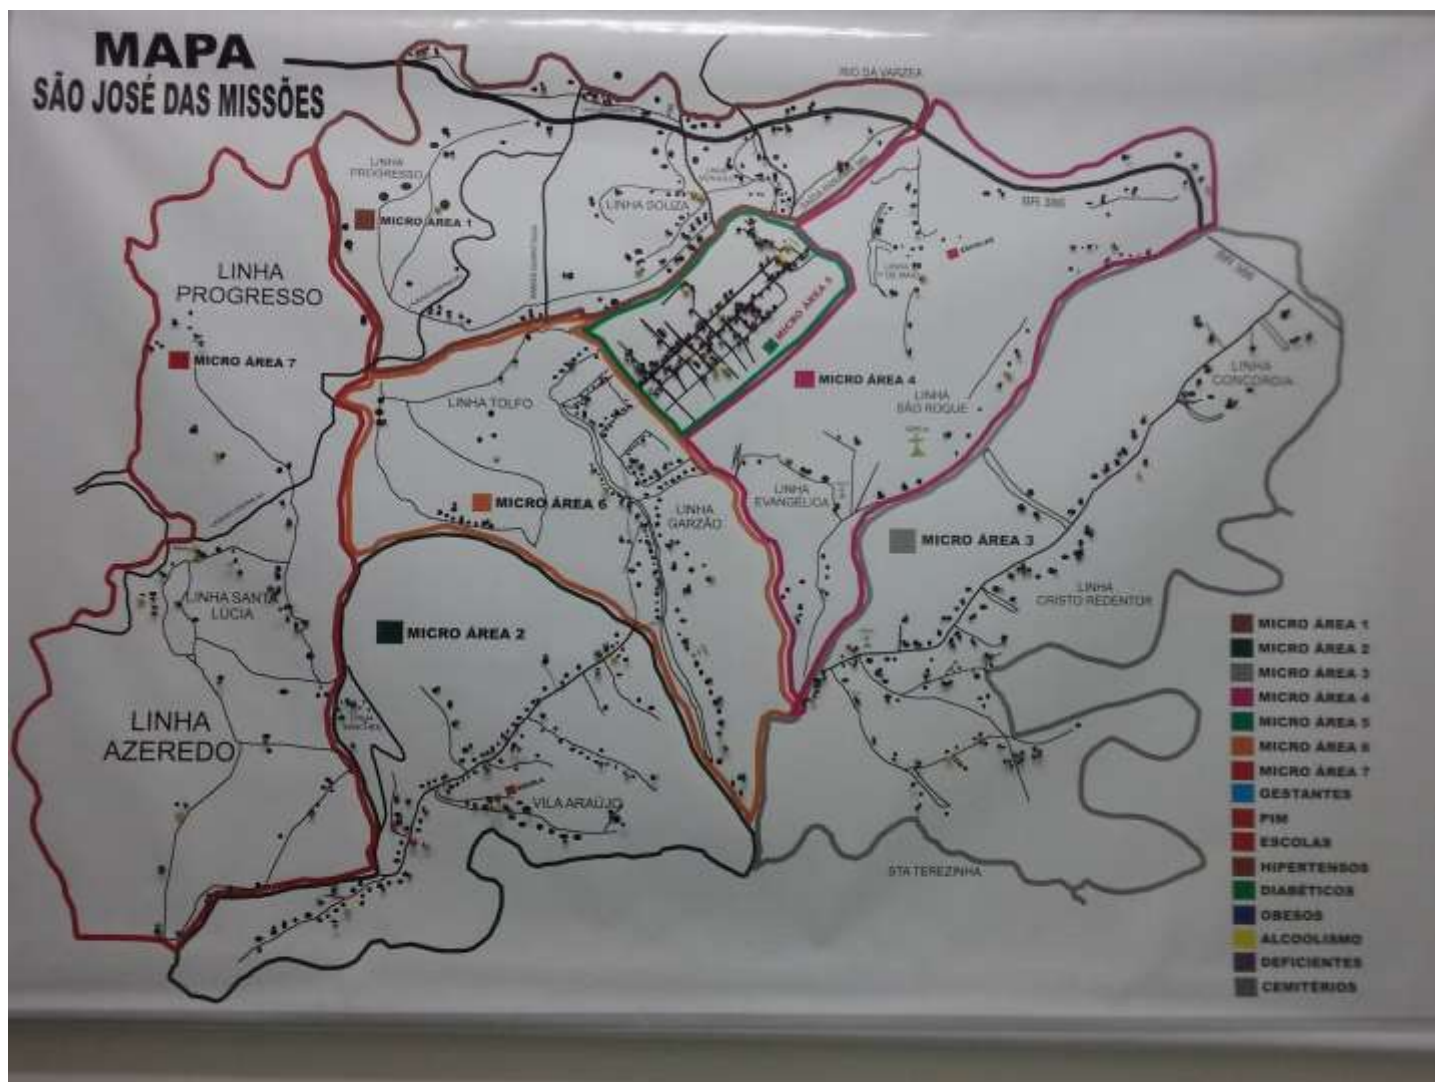 MAPA
SÃO JOSÉ DAS MISSÕES
RIO DA VARZEA
LINHA
PROGRESSO
MICRO ÁREA 1
LINHA SOUZA
BR 386
BR 386
LINHA
PROGRESSO
MICRO ÁREA 7
MICRO ÁREA 5
MICRO ÁREA 4
LINHA
SÃO ROQUE
LINHA
CONCORDIA
LINHA TOLFO
MICRO ÁREA 6
LINHA
GARZÃO
LINHA
EVANGÉLICA
MICRO ÁREA 3
LINHA
CRISTO REDENTOR
LINHA SANTA
LÚCIA
MICRO ÁREA 2
LINHA
AZEREDO
VILA ARAÚJO
STA TEREZINHA
MICRO ÁREA 1
MICRO ÁREA 2
MICRO ÁREA 3
MICRO ÁREA 4
MICRO ÁREA 5
MICRO ÁREA 6
MICRO ÁREA 7
GESTANTES
PIM
ESCOLAS
HIPERTENSOS
DIABÉTICOS
OBESOS
ALCOOLISMO
DEFICIENTES
CEMITÉRIOS